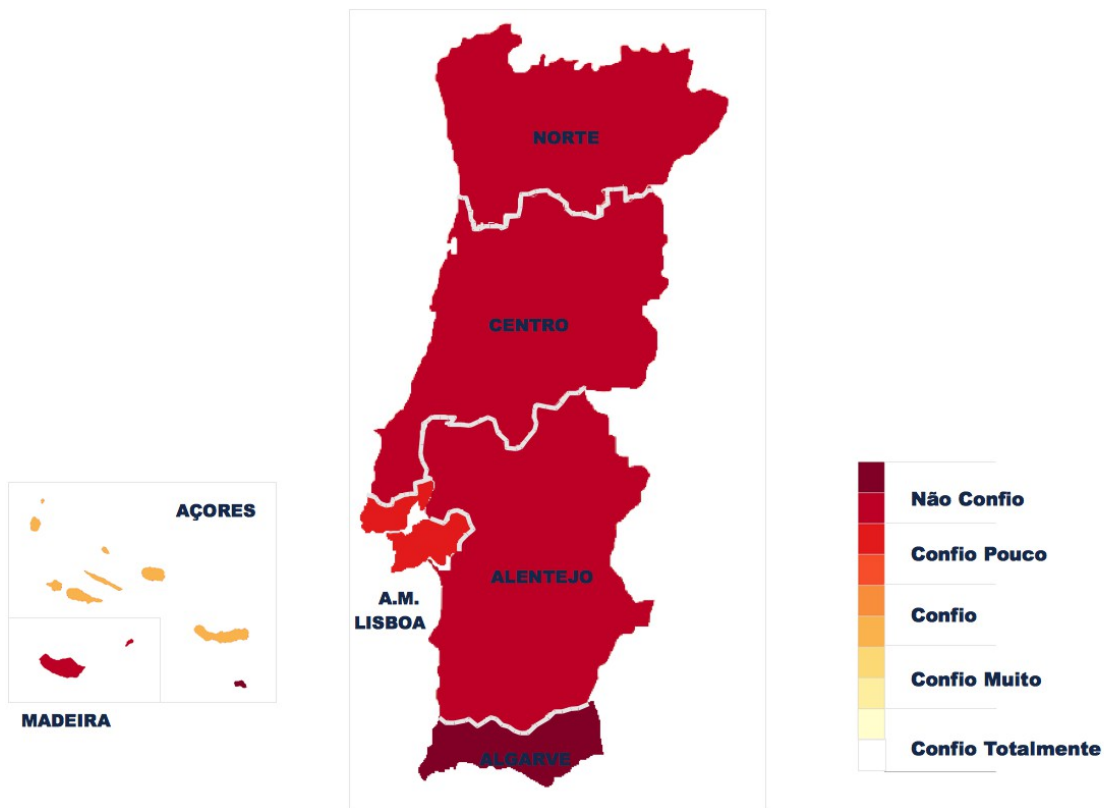 NORTE
CENTRO
AÇORES
ALENTEJO
A.M.
LISBOA
MADEIRA
ALGARVE
Não Confio
Confio Pouco
Confio
Confio Muito
Confio Totalmente